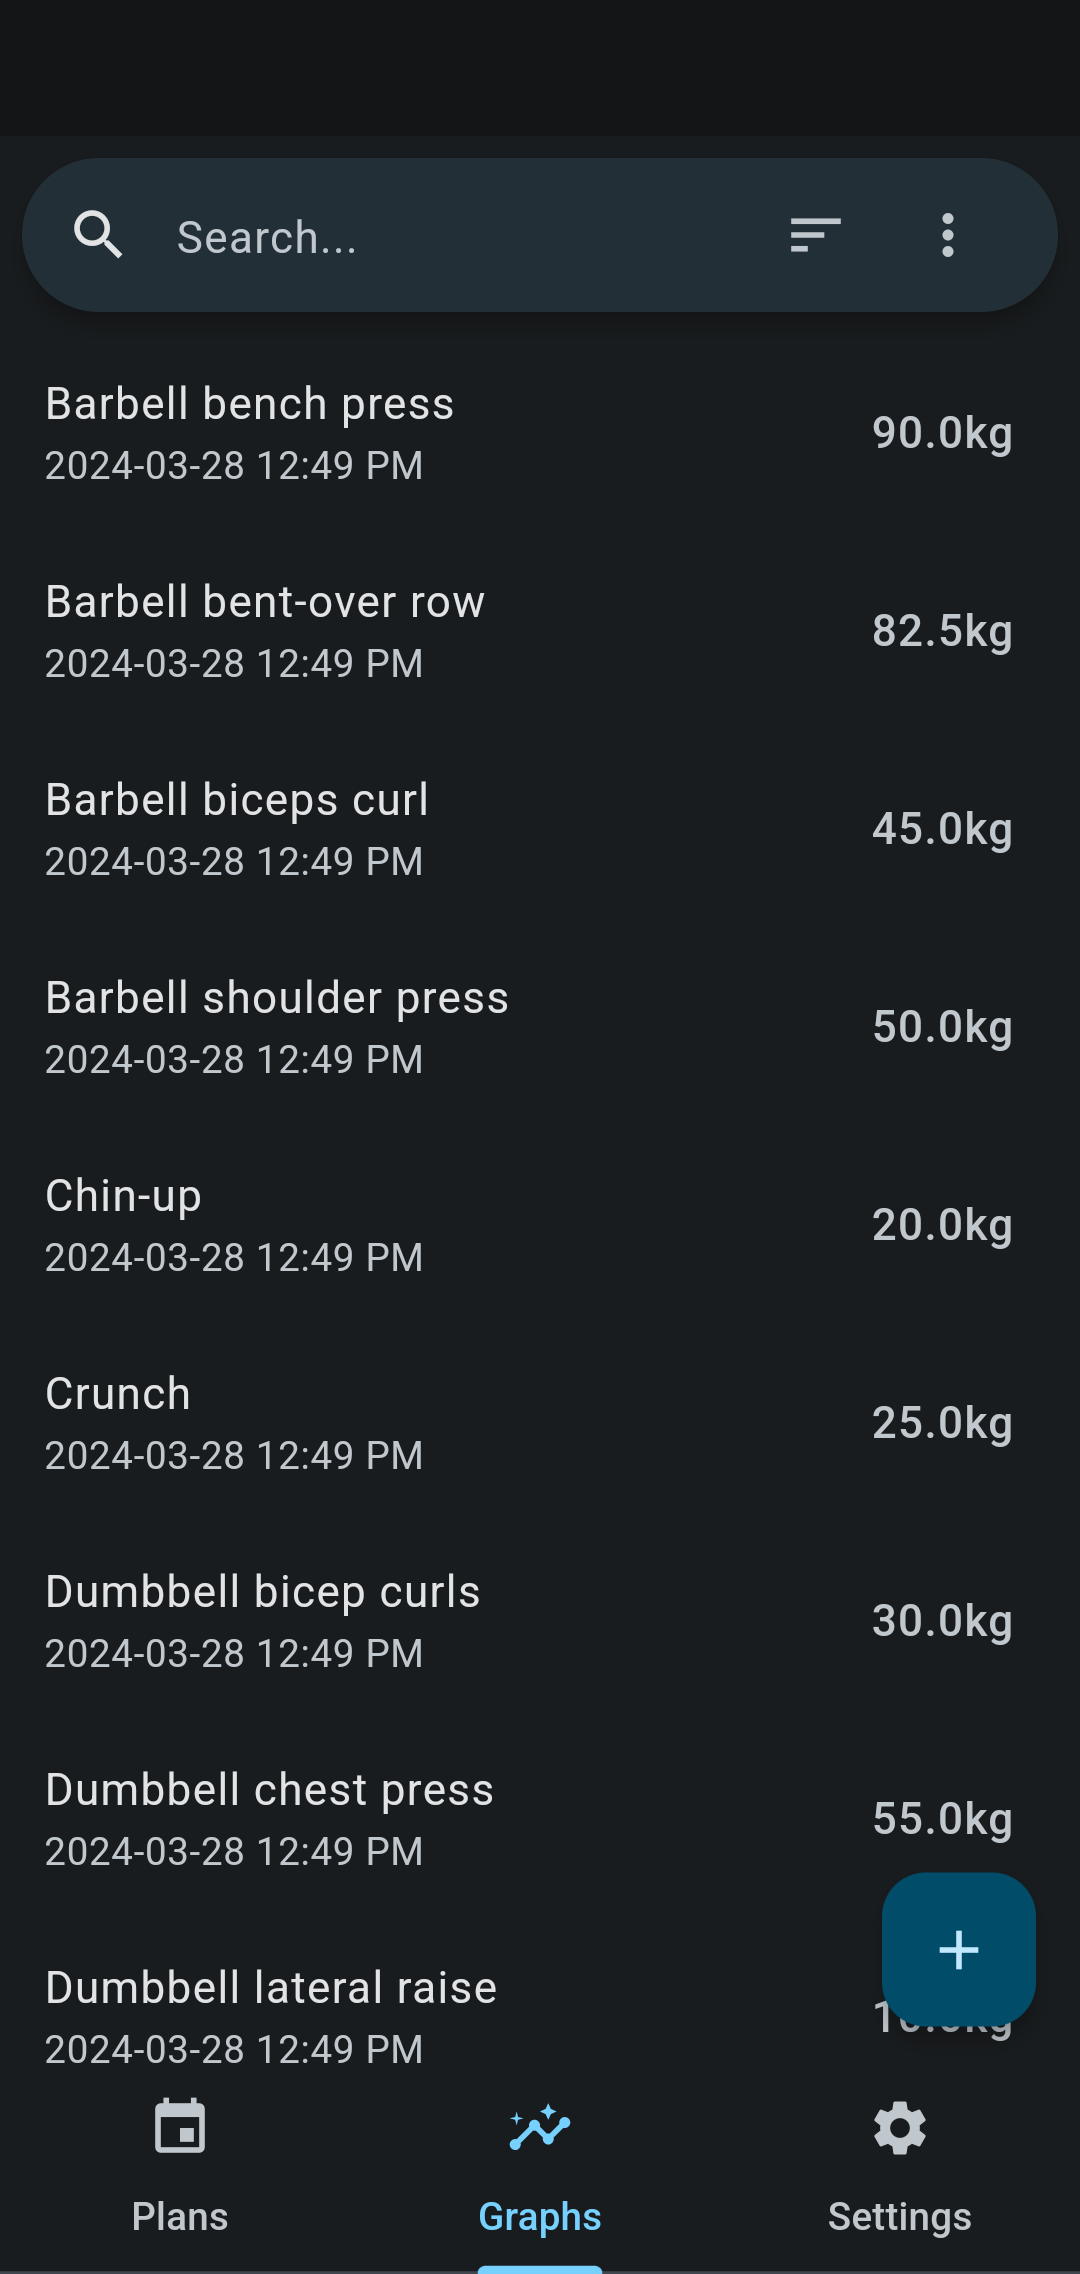 Search...
Barbell bench press
2024-03-28 12:49 PM
90.0kg
Barbell bent-over row
2024-03-28 12:49 PM
82.5kg
Barbell biceps curl
2024-03-28 12:49 PM
45.0kg
Barbell shoulder press
2024-03-28 12:49 PM
50.0kg
Chin-up
2024-03-28 12:49 PM
20.0kg
Crunch
2024-03-28 12:49 PM
25.0kg
Dumbbell bicep curls
2024-03-28 12:49 PM
30.0kg
Dumbbell chest press
2024-03-28 12:49 PM
55.0kg
Dumbbell lateral raise
2024-03-28 12:49 PM
Plans
Graphs
Settings